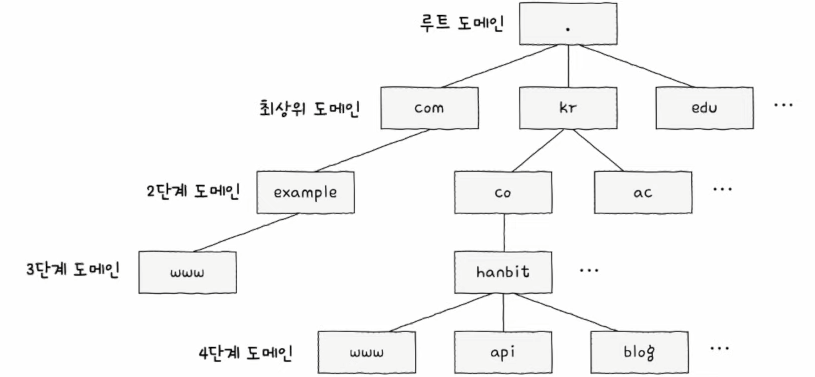 루트 도메인 .
최상위 도메인 com kr edu ...
2단계 도메인 example co ac ...
3단계 도메인 www hanbit ...
4단계 도메인 www api blog ...